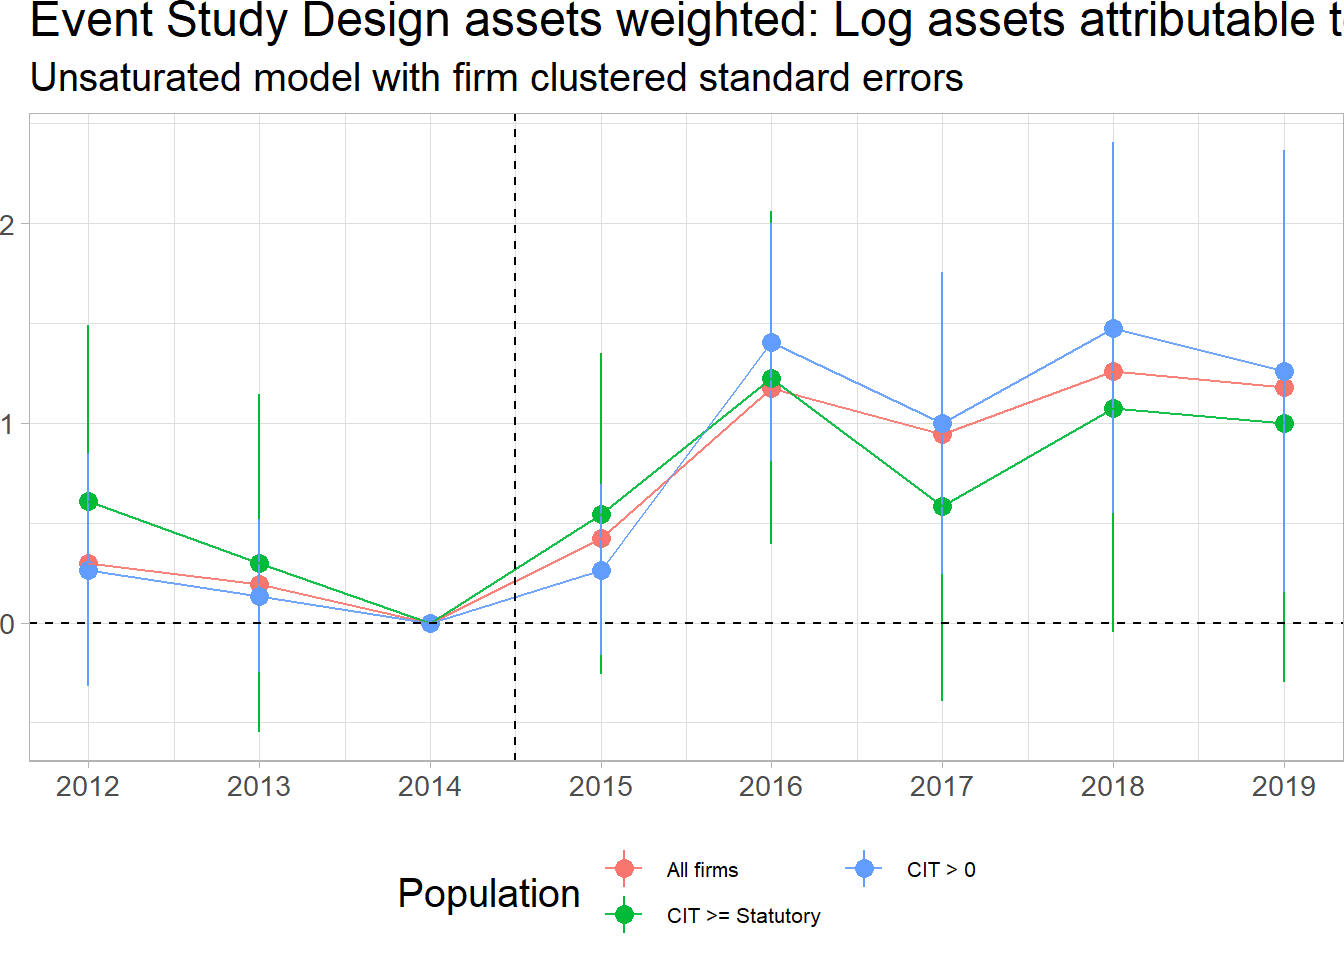 Event Study Design assets weighted: Log assets attributable t
Unsaturated model with firm clustered standard errors
2
1
0
2012 2013 2014 2015 2016 2017 2018 2019
Population
All firms
CIT > 0
CIT >= Statutory